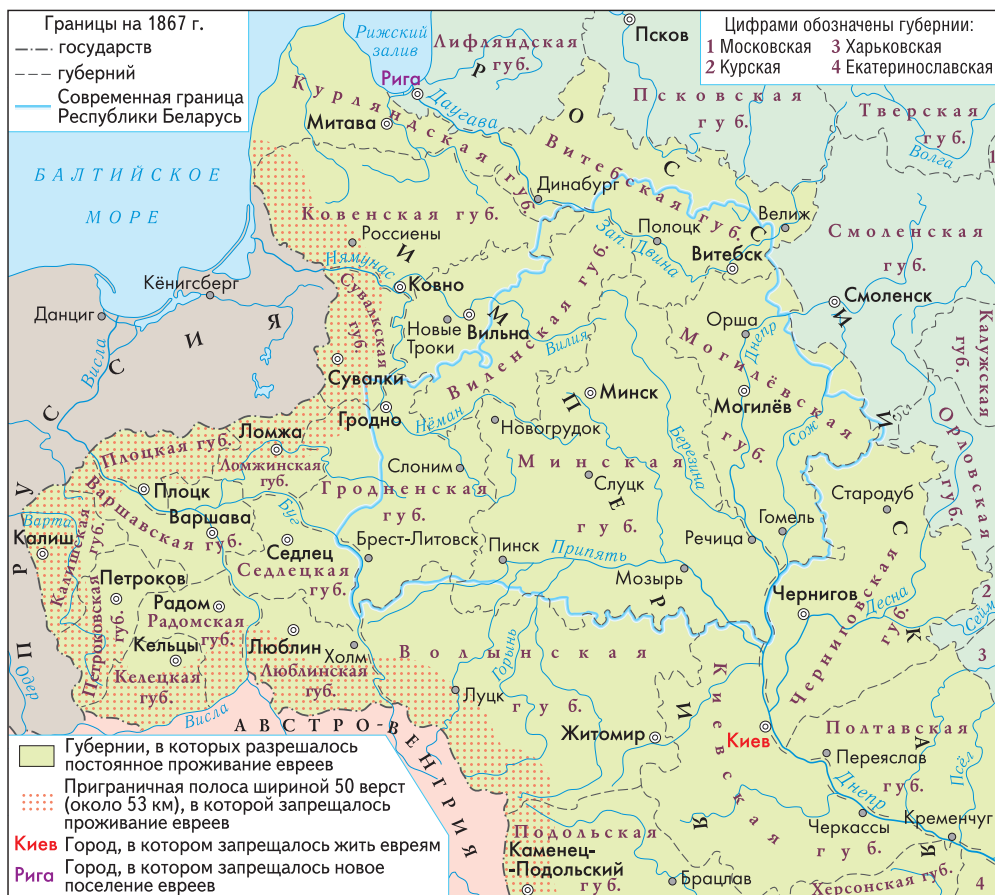 Границы на 1867 г.
государств
губерний
Современная граница
Республики Беларусь
Цифрами обозначены губернии:
1 Московская
3 Харьковская
2 Курская
4 Екатеринославская
Рижский
залив
Лифляндская
губ.
Псков
Рига
Псковская
губ.
Тверская
губ.
Волга
1
Курляндская губ.
Митава
Даугава
Витебская губ.
БАЛТИЙСКОЕ
МОРЕ
Динабург
Ковенская губ.
Россиены
Полоцк
Зап. Двина
Велиж
Витебск
Смоленская
губ.
Нямунас
Ковно
Сувалкская
губ.
Кёнигсберг
Данциг
Висла
Новые
Троки
Вильна
Вилия
Виленская губ.
Орша
Днепр
Смоленск
Калужская
губ.
Могилёвская
губ.
Сувалки
Минск
Могилёв
Гродно
Нёман
Новогрудок
Березина
Сож
Орловская
губ.
Ломжа
Плоцкая губ.
Ломжинская
губ.
Слоним
Минская
губ.
Слуцк
Гродненская
губ.
Плоцк
Варшава
Варшавская губ.
Буг
Стародуб
Варта
Калиш
Калишская губ.
Седлец
Седлецкая
губ.
Брест-Литовск
Пинск
Припять
Речица
Гомель
Мозырь
Петроков
Петроковская
губ.
Радом
Радомская
губ.
Чернигов
Десна
Черниговская
губ.
2
Сейм
3
Кельцы
Келецкая
губ.
Люблин
Люблинская
губ.
Холм
Волынская
губ.
Горынь
Луцк
Одер
Висла
ПРУССИЯ
АВСТРО-ВЕНГРИЯ
РОССИЙСКАЯ
ИМПЕРИЯ
Киевская
губ.
Житомир
Киев
Полтавская
губ.
Переяслав
Псёл
Днепр
Черкассы
Кременчуг
Подольская
губ.
Каменец-
-Подольский
Брацлав
Херсонская губ.
4
Губернии, в которых разрешалось
постоянное проживание евреев
Приграничная полоса шириной 50 верст
(около 53 км), в которой запрещалось
проживание евреев
Киев Город, в котором запрещалось жить евреям
Рига Город, в котором запрещалось новое
поселение евреев